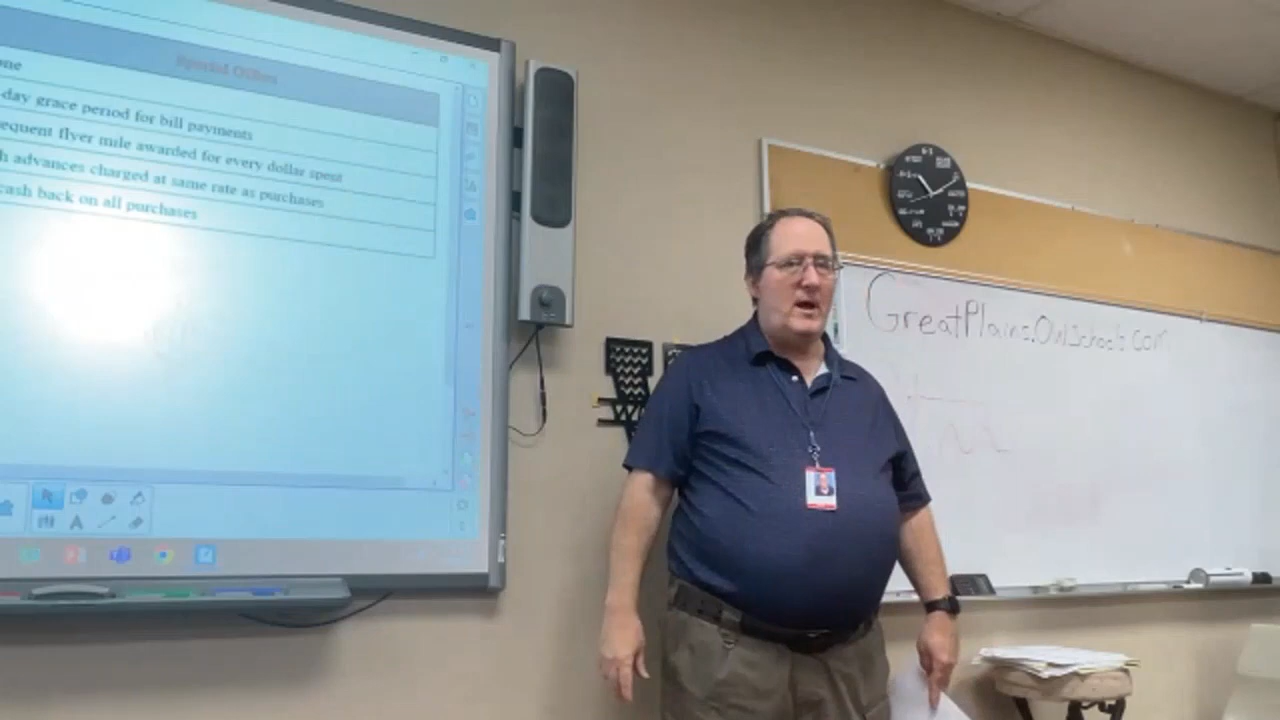 Special Offers
one
-day grace period for bill payments
equent flyer mile awarded for every dollar spent
h advances charged at same rate as purchases
cash back on all purchases
GreatPlains.OwlSchools.com